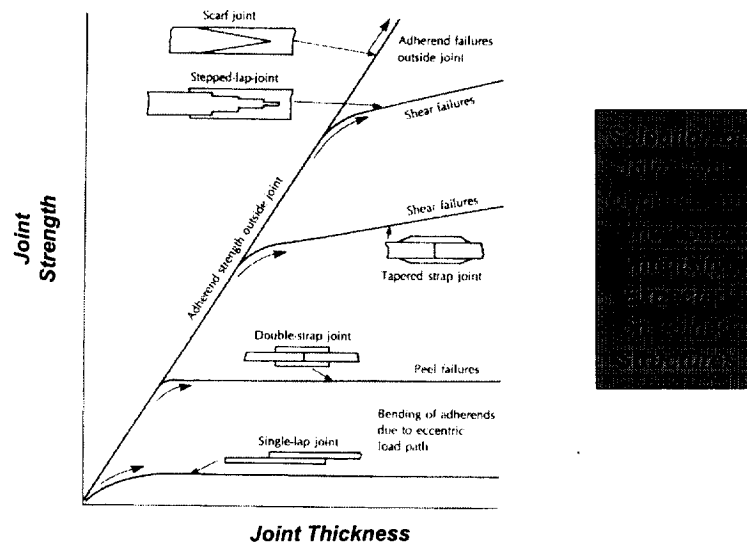 Scarf joint
Adherend failures
outside joint
Stepped-lap-joint
Shear failures
Adherend strength outside joint
Joint
Strength
Shear failures
Tapered strap joint
Double-strap joint
Peel failures
Bending of adherends
due to eccentric
load path
Single-lap joint
Joint Thickness